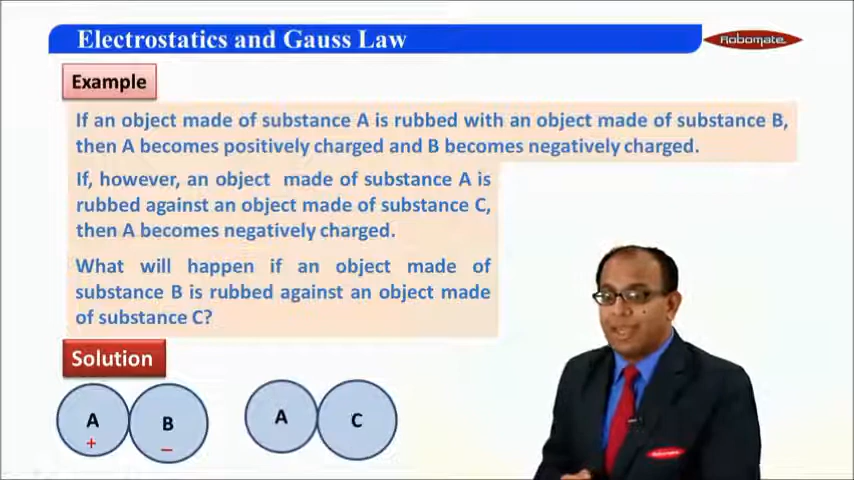 Electrostatics and Gauss Law
Robomate
Example
If an object made of substance A is rubbed with an object made of substance B,
then A becomes positively charged and B becomes negatively charged.
If, however, an object made of substance A is
rubbed against an object made of substance C,
then A becomes negatively charged.
What will happen if an object made of
substance B is rubbed against an object made
of substance C?
Solution
A B A C
+ −